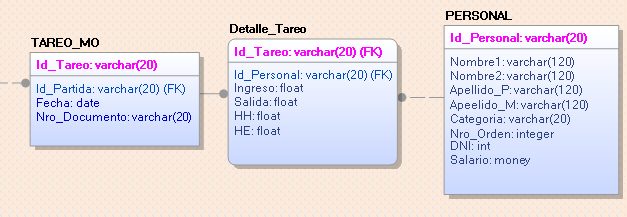 TAREO_MO
Id_Tareo: varchar(20)
Id_Partida: varchar(20) (FK)
Fecha: date
Nro_Documento: varchar(20)
Detalle_Tareo
Id_Tareo: varchar(20) (FK)
Id_Personal: varchar(20) (FK)
Ingreso: float
Salida: float
HH: float
HE: float
PERSONAL
Id_Personal: varchar(20)
Nombre1: varchar(120)
Nombre2: varchar(120)
Apellido_P: varchar(120)
Apeelido_M: varchar(120)
Categoria: varchar(20)
Nro_Orden: integer
DNI: int
Salario: money